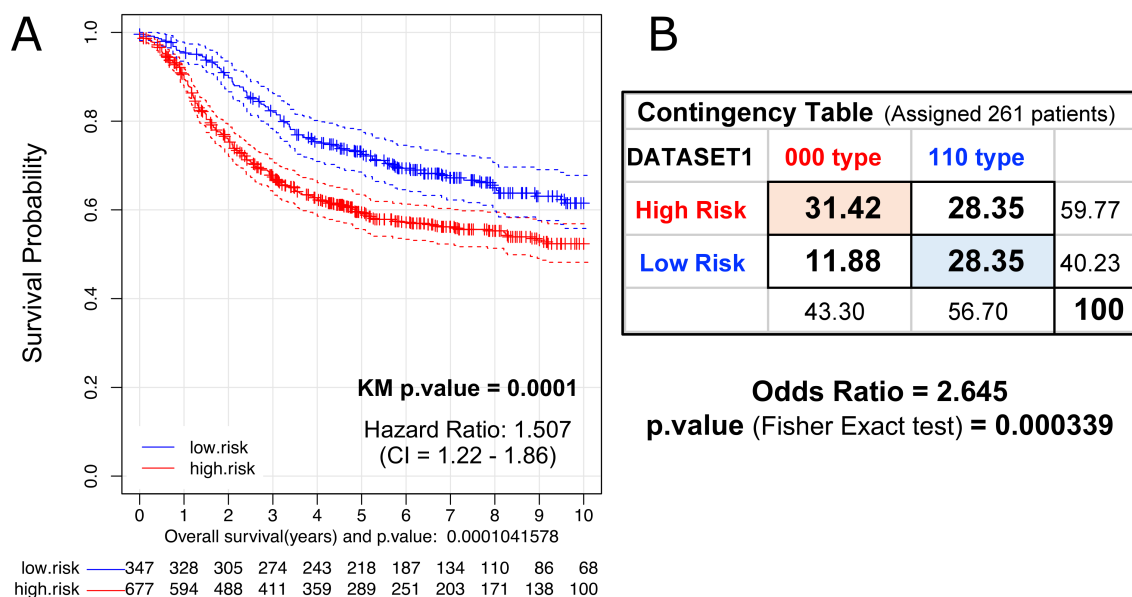 A
Survival Probability
1.0
0.8
0.6
0.4
0.2
0.0
KM p.value = 0.0001
Hazard Ratio: 1.507
(CI = 1.22 - 1.86)
low.risk
high.risk
0 1 2 3 4 5 6 7 8 9 10
Overall survival(years) and p.value: 0.0001041578
low.risk 347 328 305 274 243 218 187 134 110 86 68
high.risk 677 594 488 411 359 289 251 203 171 138 100
B
Contingency Table (Assigned 261 patients)
DATASET1 000 type 110 type
High Risk 31.42 28.35 59.77
Low Risk 11.88 28.35 40.23
43.30 56.70 100
Odds Ratio = 2.645
p.value (Fisher Exact test) = 0.000339